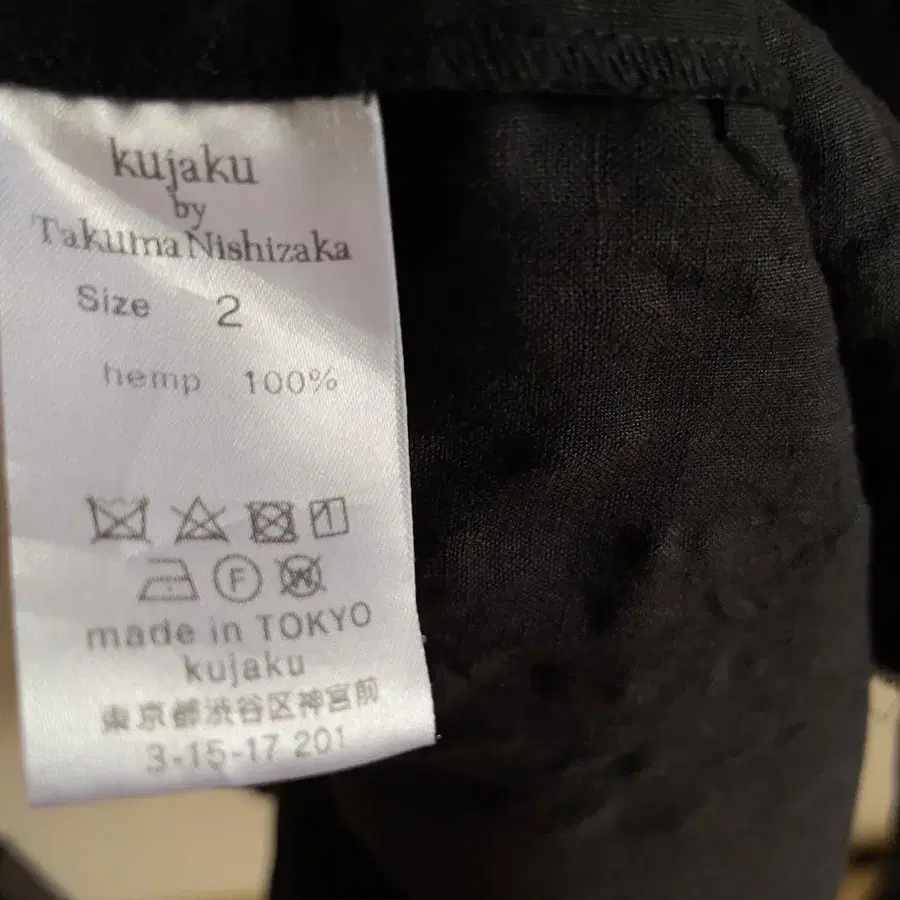 kujaku
by
Takuma Nishizaka
Size 2
hemp 100%
F W
made in TOKYO
kujaku
東京都渋谷区神宮前
3-15-17 201